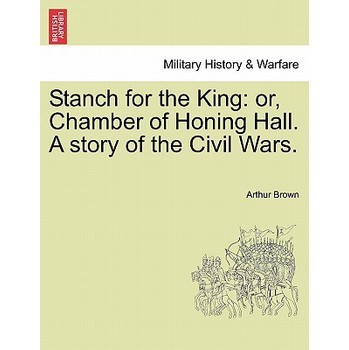 BRITISH
LIBRARY
Military History & Warfare
Stanch for the King: or,
Chamber of Honing Hall.
A story of the Civil Wars.
Arthur Brown